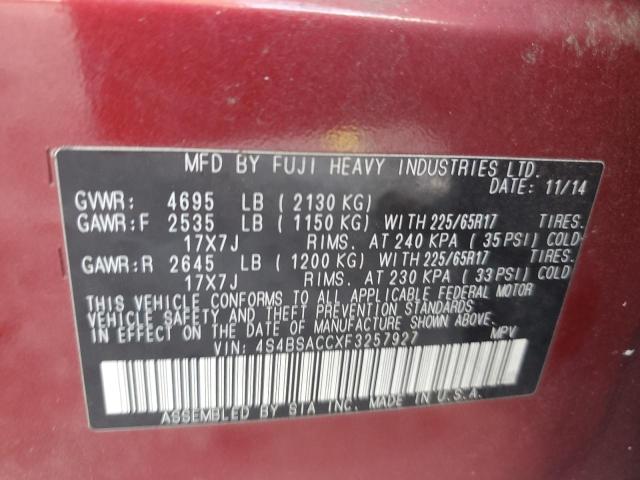 MFD BY FUJI HEAVY INDUSTRIES LTD.
DATE: 11/14
GVWR: 4695 LB ( 2130 KG)
GAWR:F 2535 LB ( 1150 KG) WITH 225/65R17 TIRES.
17X7J RIMS. AT 240 KPA ( 35 PSI) COLD
GAWR:R 2645 LB ( 1200 KG) WITH 225/65R17 TIRES.
17X7J RIMS. AT 230 KPA ( 33 PSI) COLD
THIS VEHICLE CONFORMS TO ALL APPLICABLE FEDERAL MOTOR
VEHICLE SAFETY AND THEFT PREVENTION STANDARDS
IN EFFECT ON THE DATE OF MANUFACTURE SHOWN ABOVE.
VIN: 4S4BSACCXF3257927 MPV
ASSEMBLED BY SIA INC. MADE IN U.S.A.